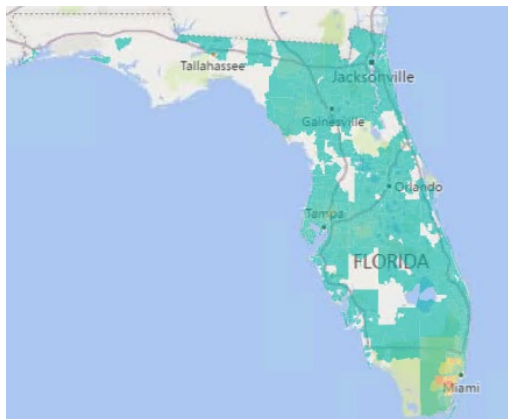 Tallahassee
Jacksonville
Gainesville
Orlando
Tampa
FLORIDA
Miami